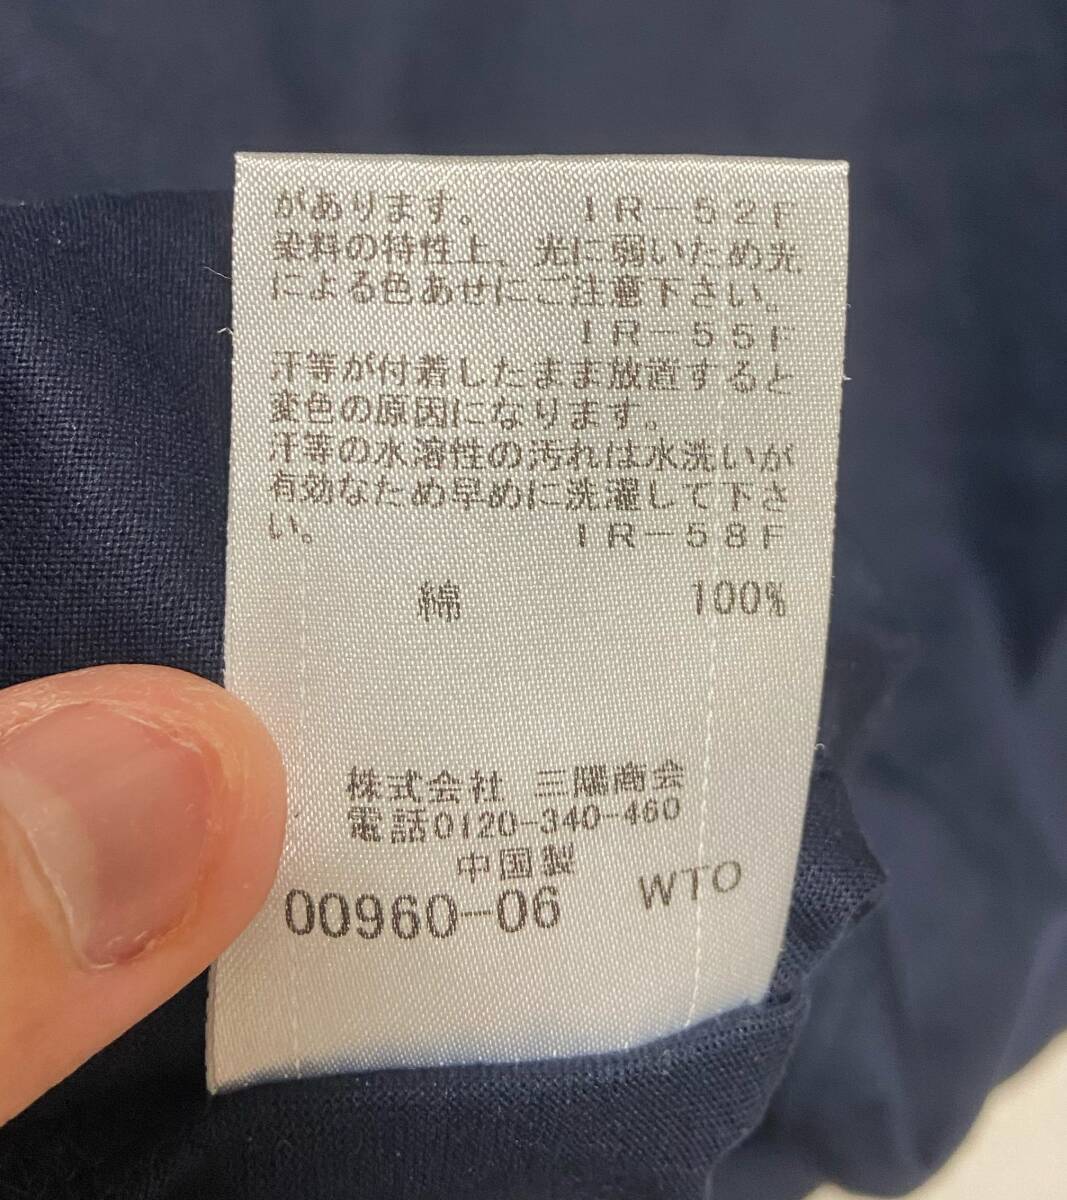 があります。 IR-52F
染料の特性上、光に弱いため光
による色あせにご注意下さい。
IR-55F
汗等が付着したまま放置すると
変色の原因になります。
汗等の水溶性の汚れは水洗いが
有効なため早めに洗濯して下さ
い。 IR-58F
綿 100%
株式会社 三陽商会
電話0120-340-460
中国製
00960-06 WTO